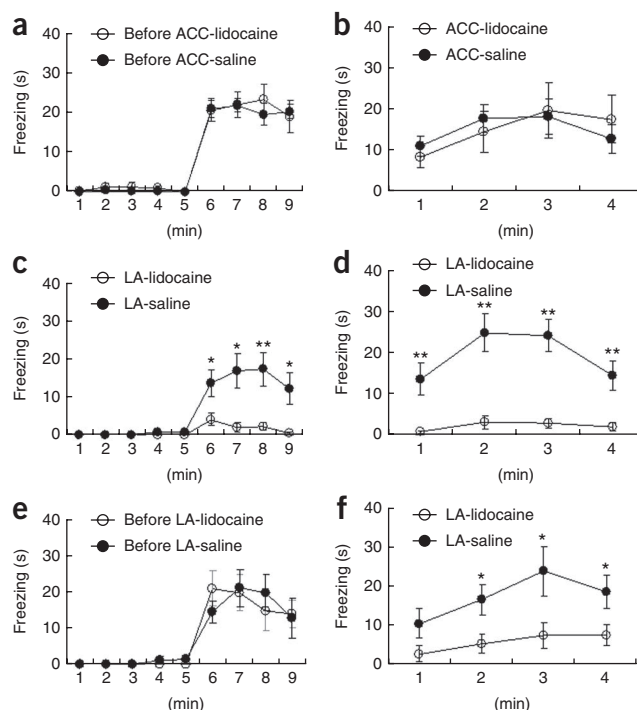 a
Before ACC-lidocaine
Before ACC-saline
Freezing (s)
40
30
20
10
0
1 2 3 4 5 6 7 8 9
(min)
b
ACC-lidocaine
ACC-saline
Freezing (s)
40
30
20
10
0
1 2 3 4
(min)
c
LA-lidocaine
LA-saline
Freezing (s)
40
30
20
10
0
* * ** *
1 2 3 4 5 6 7 8 9
(min)
d
LA-lidocaine
LA-saline
Freezing (s)
40
30
20
10
0
** ** ** **
1 2 3 4
(min)
e
Before LA-lidocaine
Before LA-saline
Freezing (s)
40
30
20
10
0
1 2 3 4 5 6 7 8 9
(min)
f
LA-lidocaine
LA-saline
Freezing (s)
40
30
20
10
0
* * *
1 2 3 4
(min)